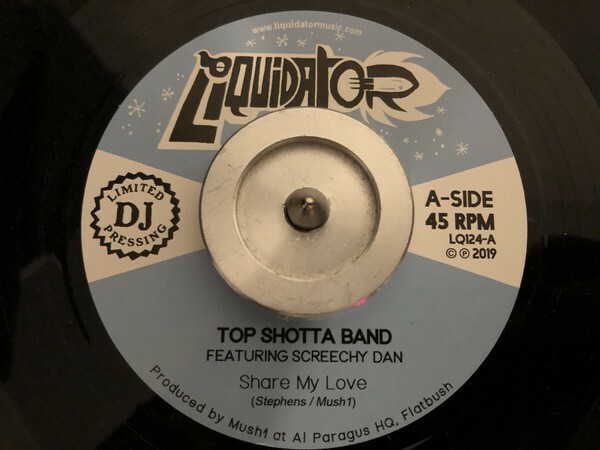 www.liquidatormusic.com
LIQUIDATOR
LIMITED
DJ
PRESSING
A-SIDE
45 RPM
LQ124-A
© ℗ 2019
TOP SHOTTA BAND
FEATURING SCREECHY DAN
Share My Love
(Stephens / Mush1)
Produced by Mush1 at Al Paragus HQ, Flatbush